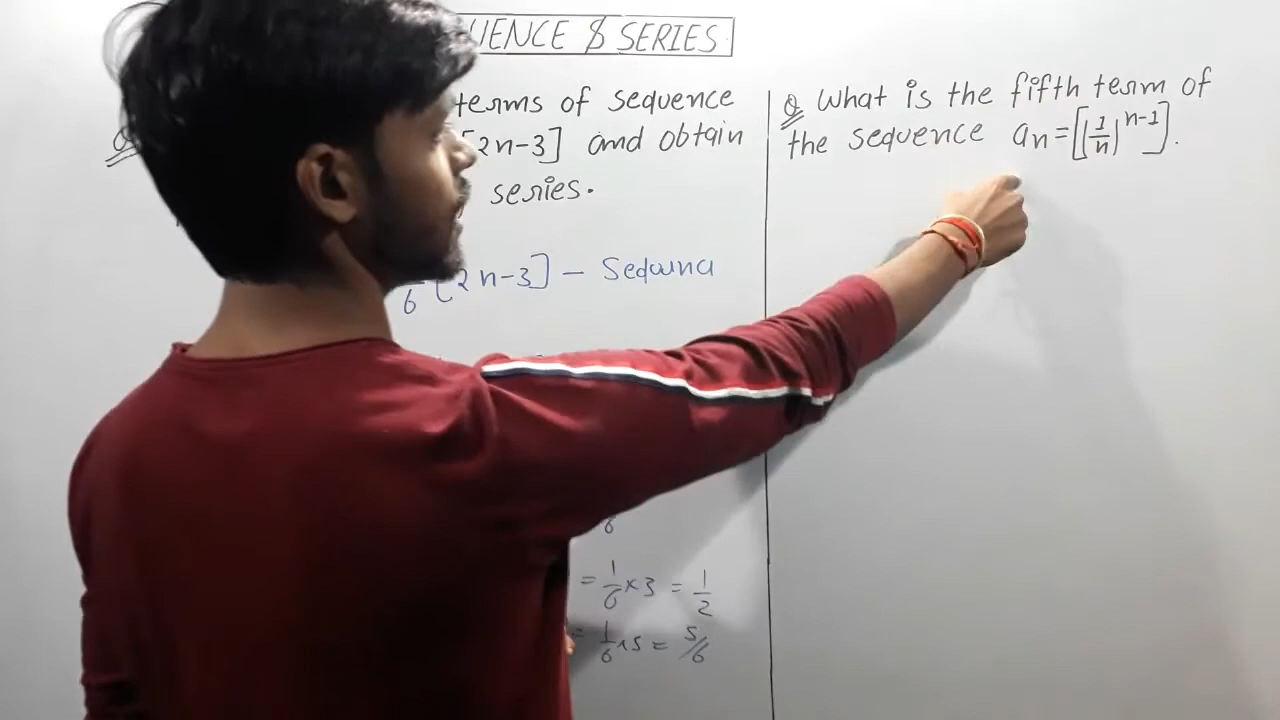 UENCE & SERIES
terms of sequence
[2n-3] and obtain
series.
6 [2n-3] –
6
= 1/6 × 3 = 1/2
= 1/6 × 5 = 5/6
Q What is the fifth term of
the sequence an = [|1/n|^n-1].